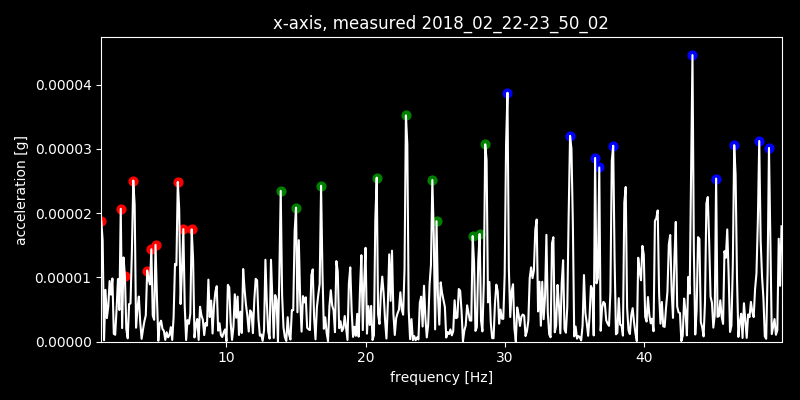 x-axis, measured 2018_02_22-23_50_02
0.00004
0.00003
0.00002
0.00001
0.00000
acceleration [g]
10 20 30 40
frequency [Hz]